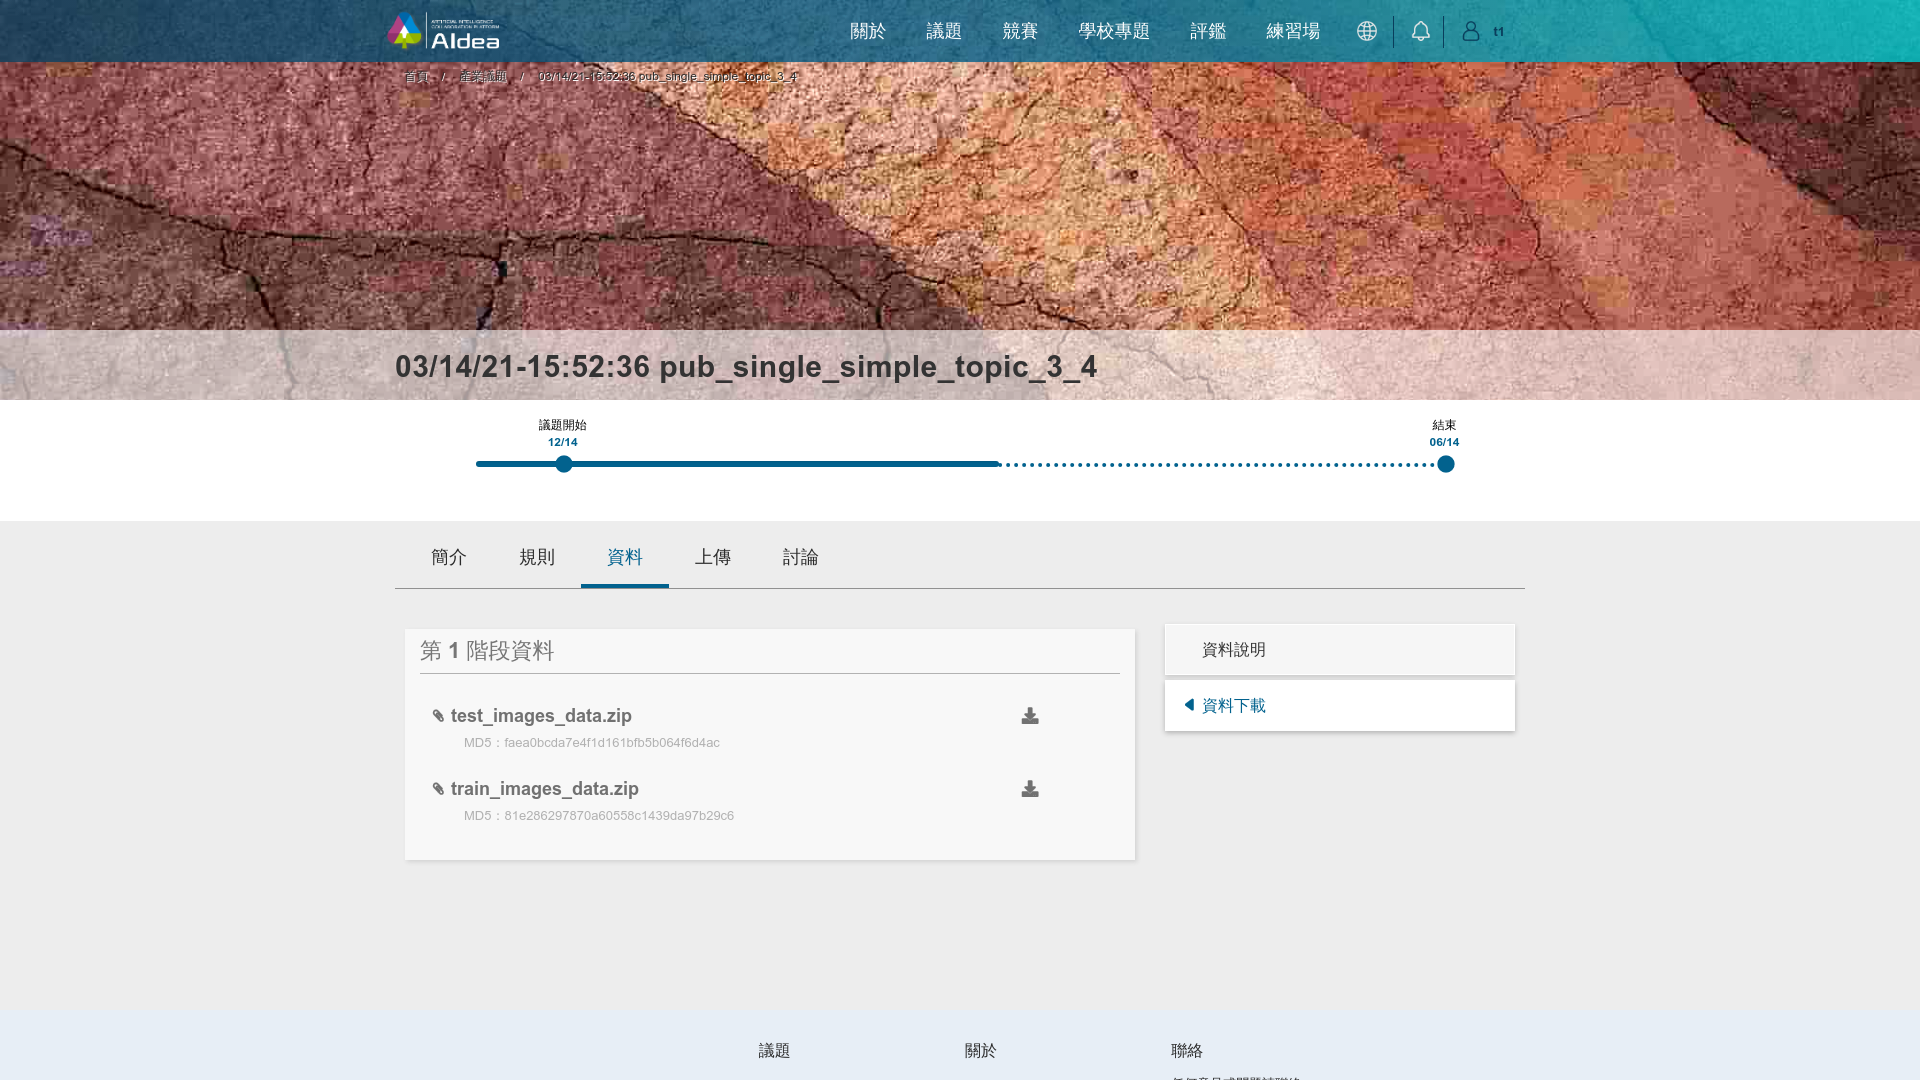 ARTIFICIAL INTELLIGENCE
COLLABORATION PLATFORM
AIdea
關於
議題
競賽
學校專題
評鑑
練習場
t1
首頁 / 產業議題 / 03/14/21-15:52:36 pub_single_simple_topic_3_4
03/14/21-15:52:36 pub_single_simple_topic_3_4
議題開始
12/14
結束
06/14
簡介
規則
資料
上傳
討論
第 1 階段資料
test_images_data.zip
MD5：faea0bcda7e4f1d161bfb5b064f6d4ac
train_images_data.zip
MD5：81e286297870a60558c1439da97b29c6
資料說明
資料下載
議題
關於
聯絡